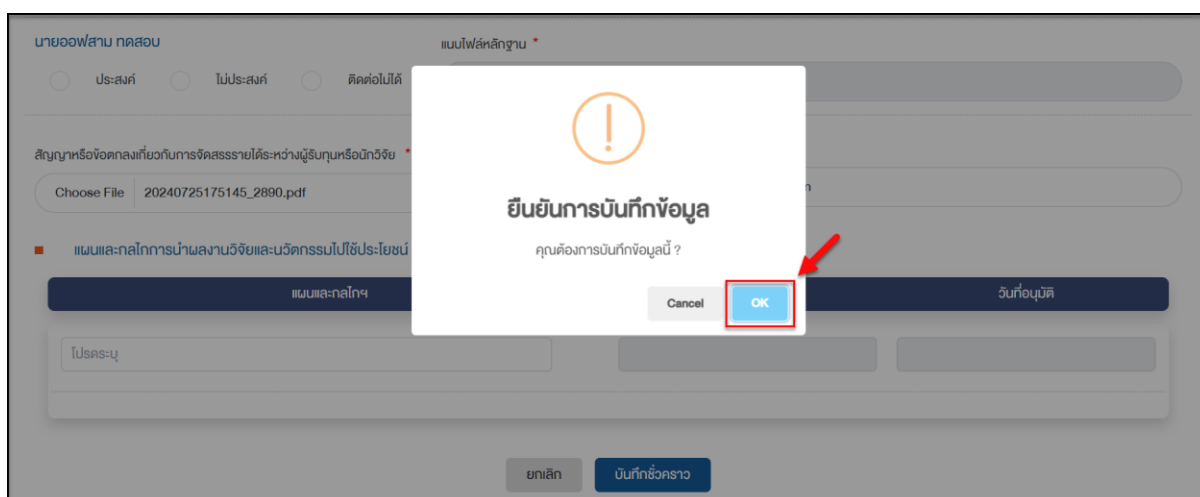 นายออฟสาม ทดสอบ
แนบไฟล์หลักฐาน *
ประสงค์ ไม่ประสงค์ ติดต่อไม่ได้
สัญญาหรือข้อตกลงเกี่ยวกับการจัดสรรรายได้ระหว่างผู้รับทุนหรือนักวิจัย *
Choose File 20240725175145_2890.pdf
ยืนยันการบันทึกข้อมูล
คุณต้องการบันทึกข้อมูลนี้ ?
Cancel OK
แผนและกลไกการนำผลงานวิจัยและนวัตกรรมไปใช้ประโยชน์
แผนและกลไกฯ วันที่อนุมัติ
โปรดระบุ
ยกเลิก บันทึกชั่วคราว